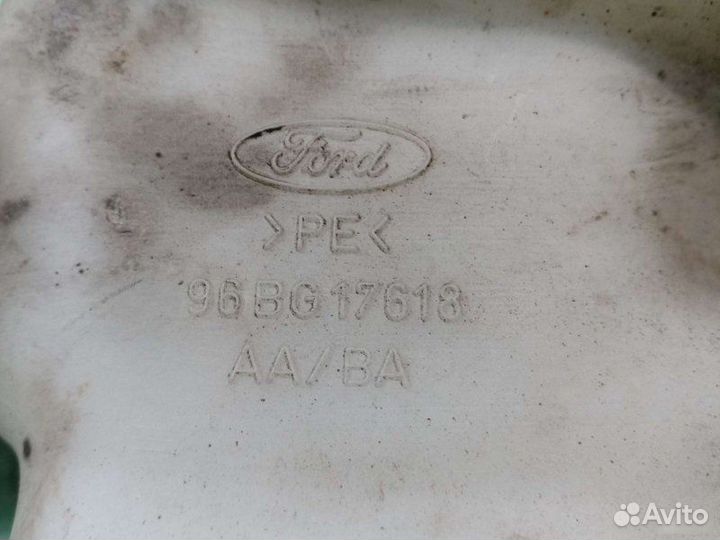 Ford
>PE<
96BG17618
AA/BA
Avito